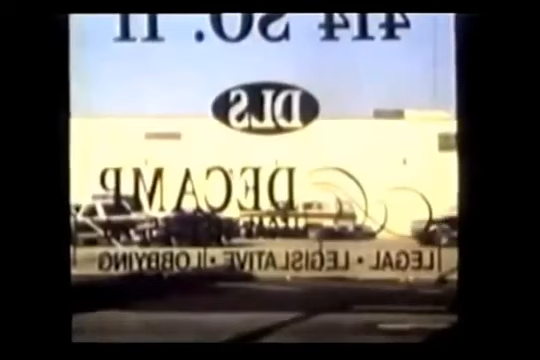 414 SO. 11
DLS
DECAMP
LEGAL • LEGISLATIVE • LOBBYING